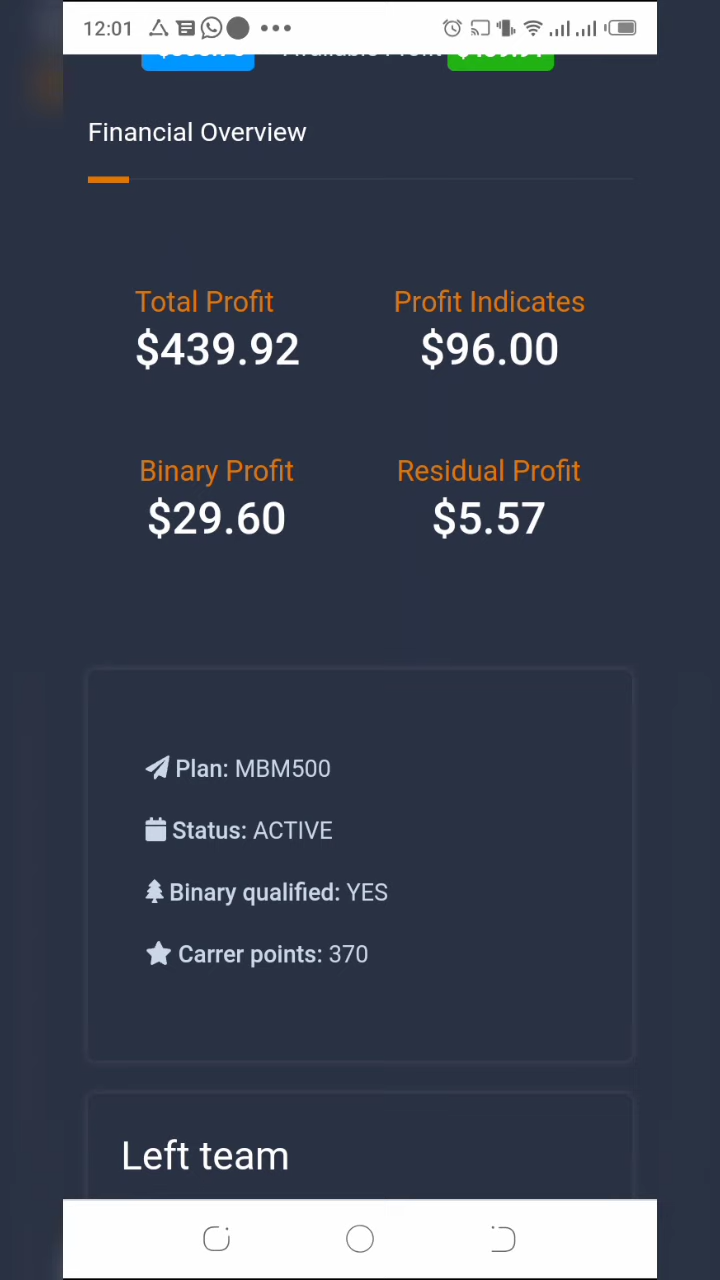 12:01
Financial Overview
Total Profit
Profit Indicates
$439.92
$96.00
Binary Profit
Residual Profit
$29.60
$5.57
Plan: MBM500
Status: ACTIVE
Binary qualified: YES
Carrer points: 370
Left team